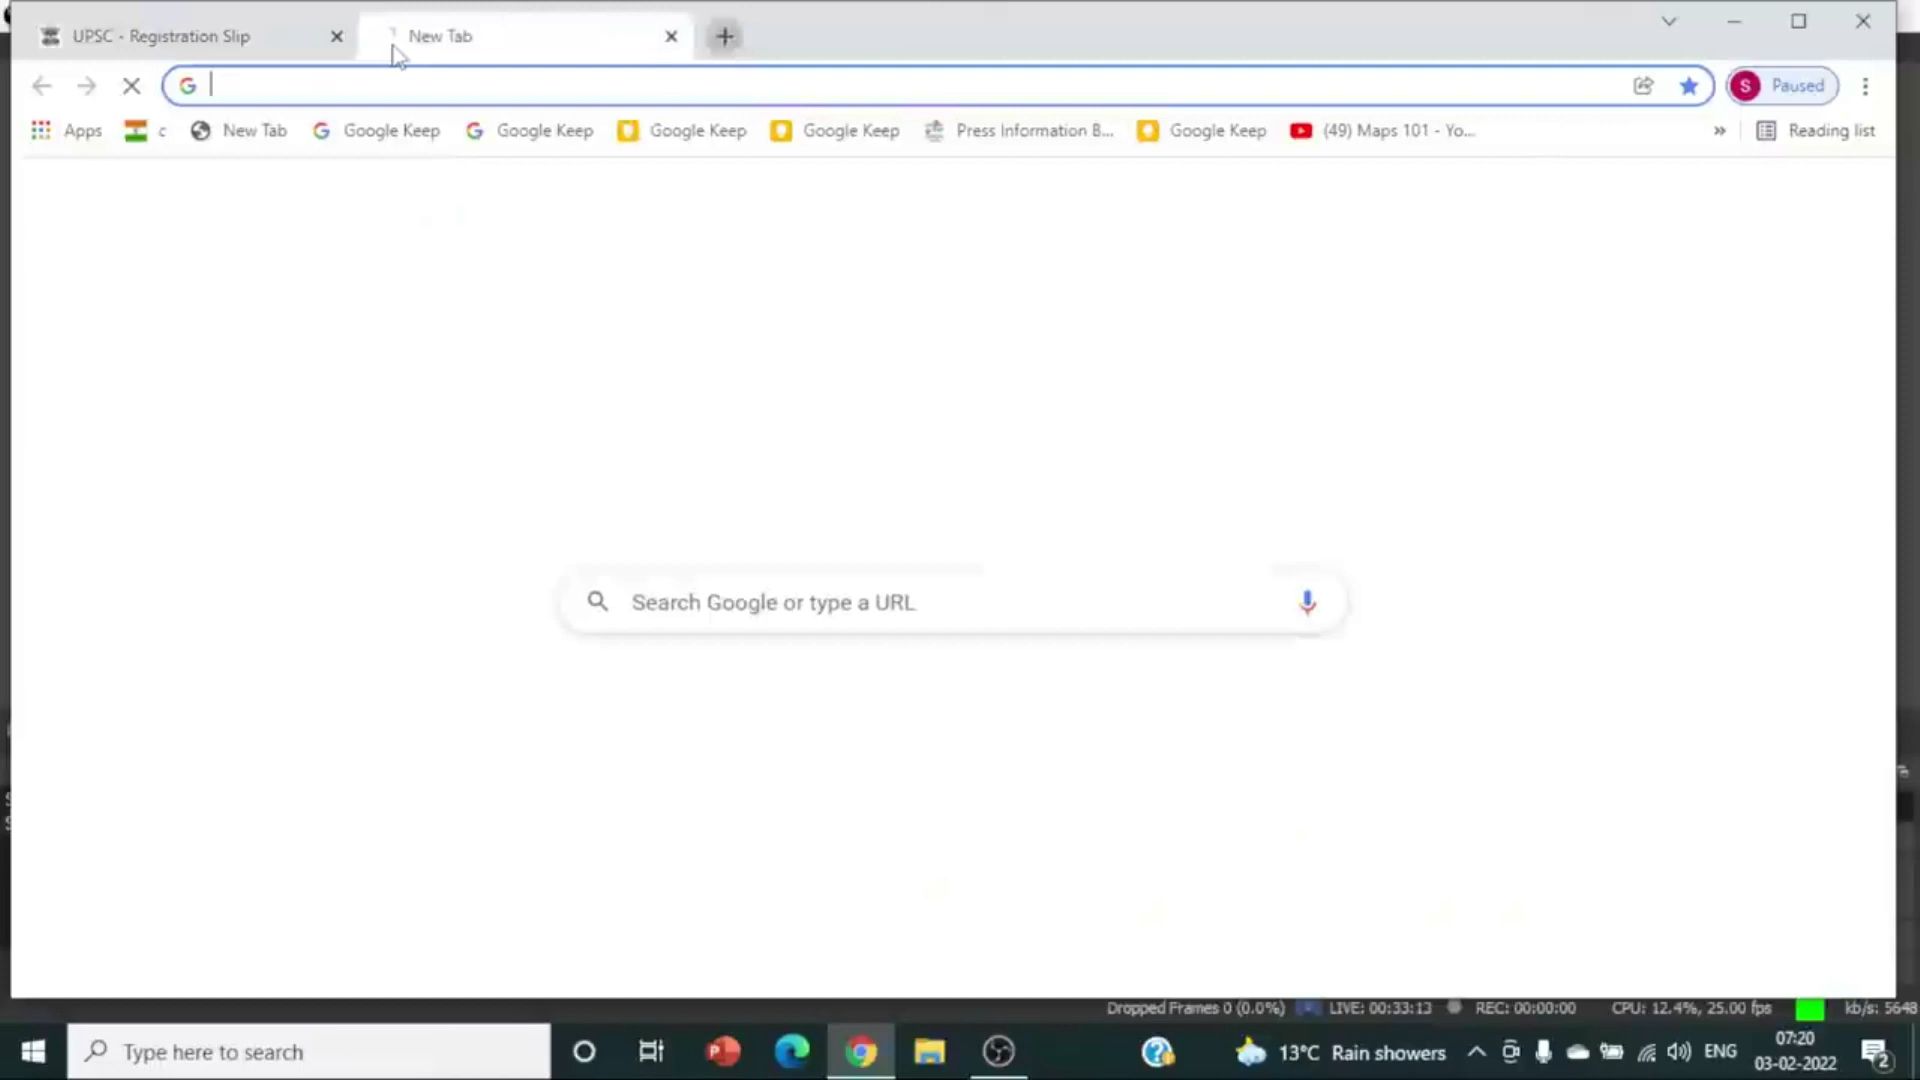 UPSC - Registration Slip
New Tab
Paused
Apps
c
New Tab
Google Keep
Google Keep
Google Keep
Google Keep
Press Information B...
Google Keep
(49) Maps 101 - Yo...
Reading list
Search Google or type a URL
Dropped Frames 0 (0.0%) LIVE: 00:33:13 REC: 00:00:00 CPU: 12.4%, 25.00 fps kb/s: 5648
Type here to search
13°C Rain showers
ENG
07:20
03-02-2022
2